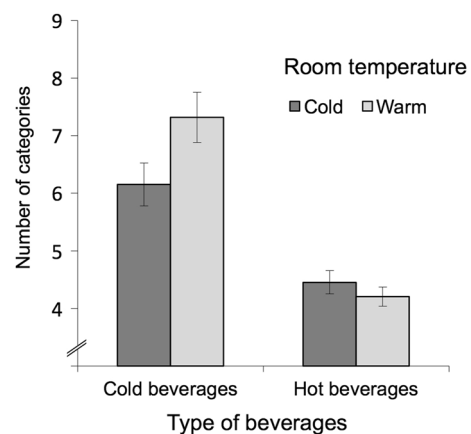 9
8
7
6
5
4
Number of categories
Room temperature
Cold Warm
Cold beverages Hot beverages
Type of beverages